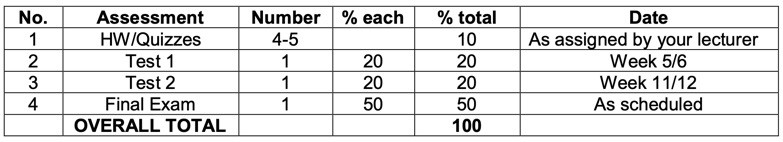 No. Assessment Number % each % total Date
1 HW/Quizzes 4-5 10 As assigned by your lecturer
2 Test 1 1 20 20 Week 5/6
3 Test 2 1 20 20 Week 11/12
4 Final Exam 1 50 50 As scheduled
OVERALL TOTAL 100